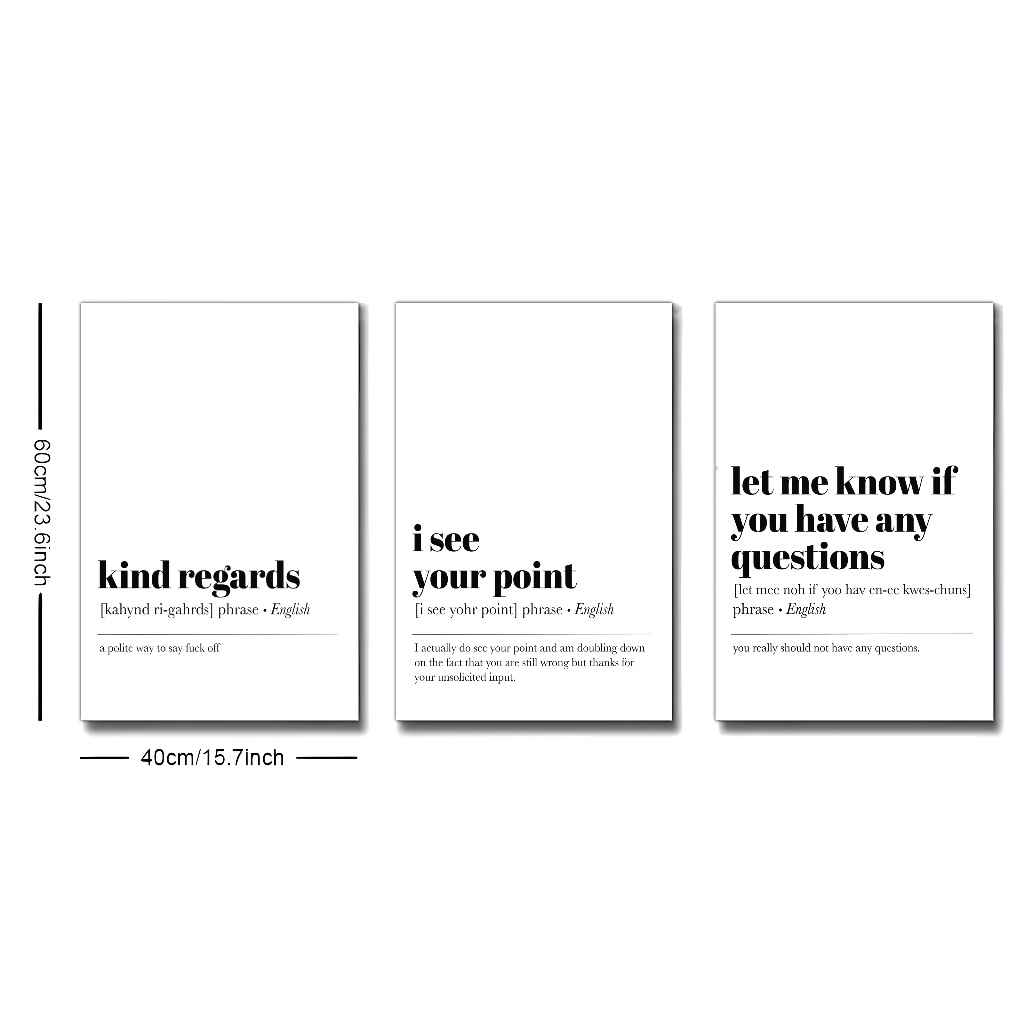 60cm/23.6inch
kind regards
[kahynd ri-gahrds] phrase • English
a polite way to say fuck off
40cm/15.7inch
i see
your point
[i see yohr point] phrase • English
I actually do see your point and am doubling down
on the fact that you are still wrong but thanks for
your unsolicited input.
let me know if
you have any
questions
[let mee noh if yoo hav en-ee kwes-chuns]
phrase • English
you really should not have any questions.